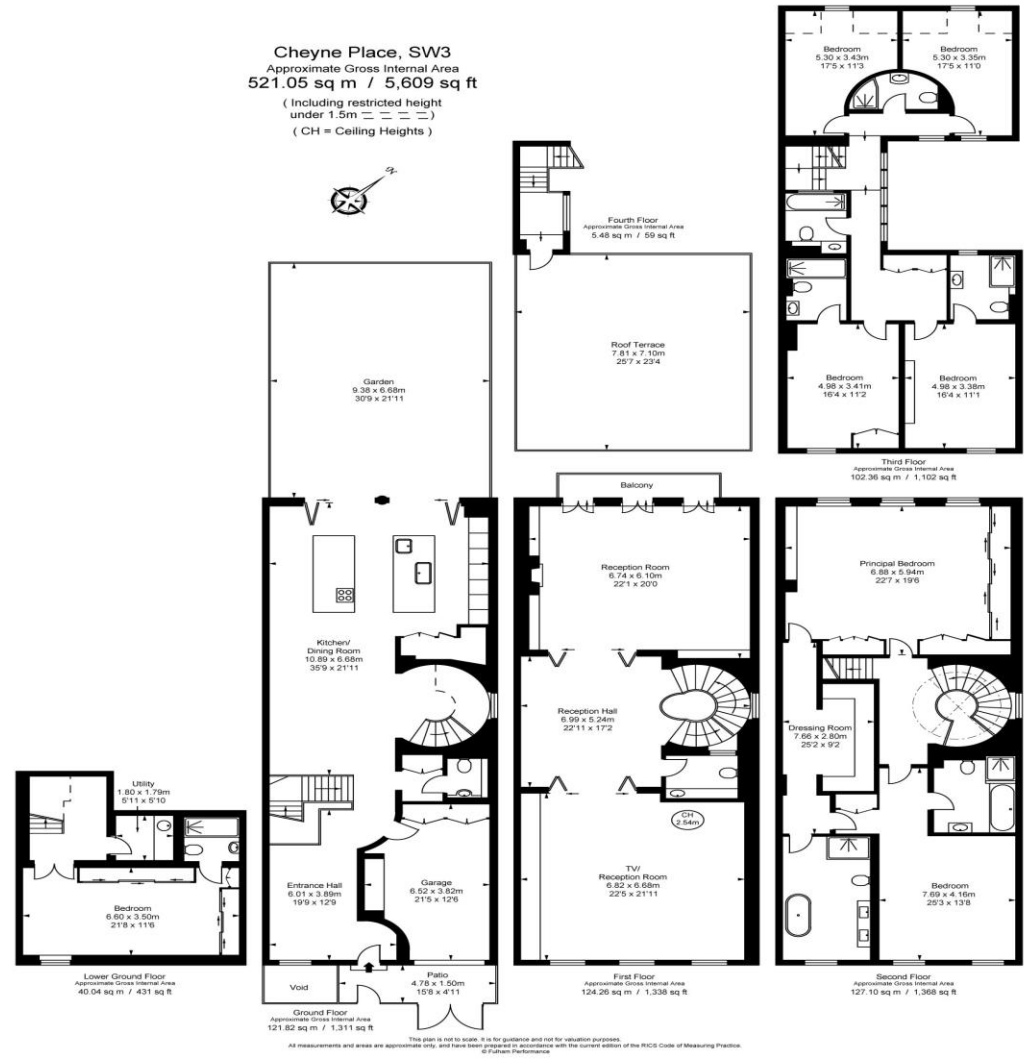 Cheyne Place, SW3
Approximate Gross Internal Area
521.05 sq m / 5,609 sq ft
( Including restricted height
under 1.5m )
( CH = Ceiling Heights )
N
Fourth Floor
Approximate Gross Internal Area
5.48 sq m / 59 sq ft
Roof Terrace
7.81 x 7.10m
25'7 x 23'4
Garden
9.38 x 6.68m
30'9 x 21'11
Bedroom
5.30 x 3.43m
17'5 x 11'3
Bedroom
5.30 x 3.35m
17'5 x 11'0
Bedroom
4.98 x 3.41m
16'4 x 11'2
Bedroom
4.98 x 3.38m
16'4 x 11'1
Third Floor
Approximate Gross Internal Area
102.36 sq m / 1,102 sq ft
Utility
1.80 x 1.79m
5'11 x 5'10
Bedroom
6.60 x 3.50m
21'8 x 11'6
Lower Ground Floor
Approximate Gross Internal Area
40.04 sq m / 431 sq ft
Kitchen/
Dining Room
10.89 x 6.68m
35'9 x 21'11
Entrance Hall
6.01 x 3.89m
19'9 x 12'9
Garage
6.52 x 3.82m
21'5 x 12'6
Void
Patio
4.78 x 1.50m
15'8 x 4'11
Ground Floor
Approximate Gross Internal Area
121.82 sq m / 1,311 sq ft
Balcony
Reception Room
6.74 x 6.10m
22'1 x 20'0
Reception Hall
6.99 x 5.24m
22'11 x 17'2
CH
2.54m
TV/
Reception Room
6.82 x 6.68m
22'5 x 21'11
First Floor
Approximate Gross Internal Area
124.26 sq m / 1,338 sq ft
Principal Bedroom
6.88 x 5.94m
22'7 x 19'6
Dressing Room
7.66 x 2.80m
25'2 x 9'2
Bedroom
7.69 x 4.16m
25'3 x 13'8
Second Floor
Approximate Gross Internal Area
127.10 sq m / 1,368 sq ft
This plan is not to scale. It is for guidance and not for valuation purposes.
All measurements and areas are approximate only, and have been prepared in accordance with the current edition of the RICS Code of Measuring Practice.
© Fulham Performance